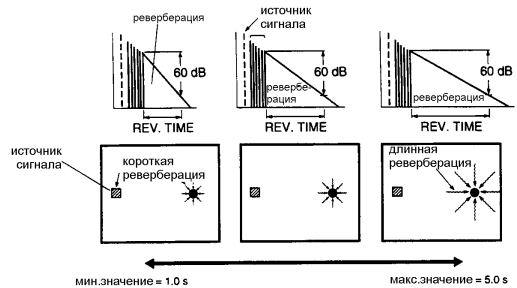 реверберация
источник
сигнала
60 dB
60 dB
60 dB
ревербе-
рация
реверберация
REV. TIME
REV. TIME
REV. TIME
источник
сигнала
короткая
реверберация
длинная
реверберация
мин.значение = 1.0 s
макс.значение = 5.0 s